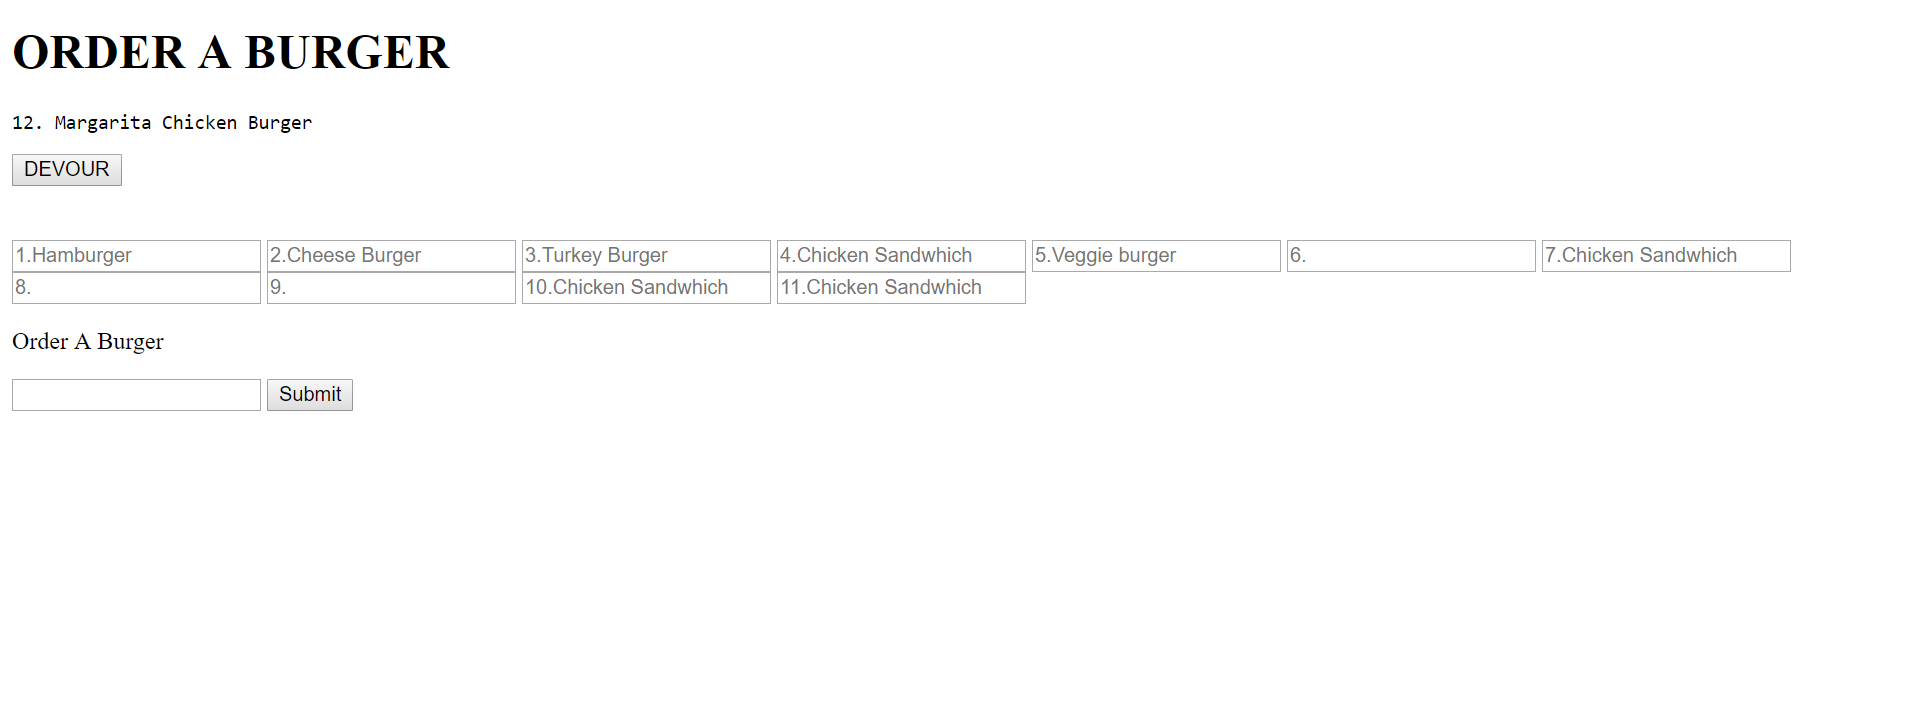 ORDER A BURGER
12. Margarita Chicken Burger
DEVOUR
1.Hamburger 2.Cheese Burger 3.Turkey Burger 4.Chicken Sandwhich 5.Veggie burger 6. 7.Chicken Sandwhich
8. 9. 10.Chicken Sandwhich 11.Chicken Sandwhich
Order A Burger
Submit